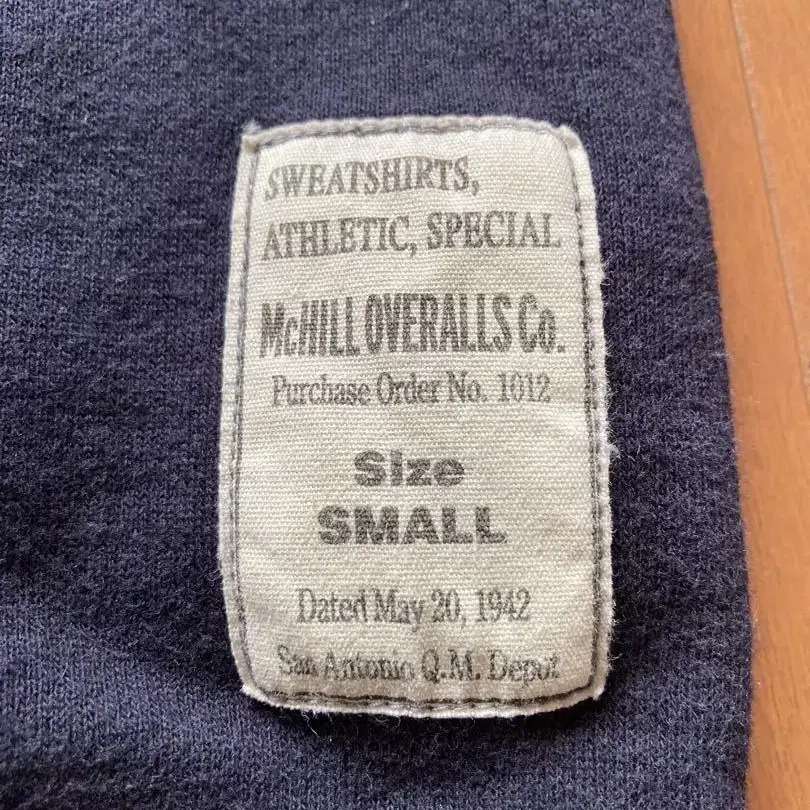 SWEATSHIRTS,
ATHLETIC, SPECIAL
McHILL OVERALLS Co.
Purchase Order No. 1012
Size
SMALL
Dated May 20, 1942
San Antonio Q.M. Depot